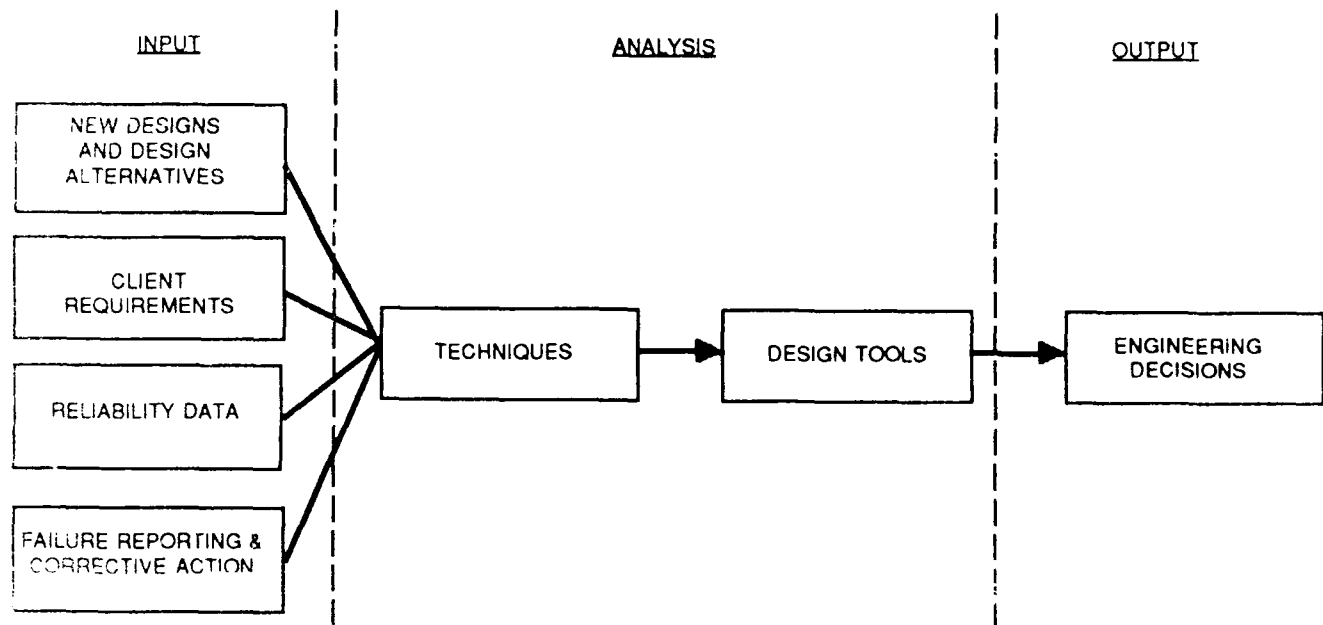 INPUT
ANALYSIS
OUTPUT
NEW DESIGNS
AND DESIGN
ALTERNATIVES
CLIENT
REQUIREMENTS
RELIABILITY DATA
FAILURE REPORTING &
CORRECTIVE ACTION
TECHNIQUES
DESIGN TOOLS
ENGINEERING
DECISIONS